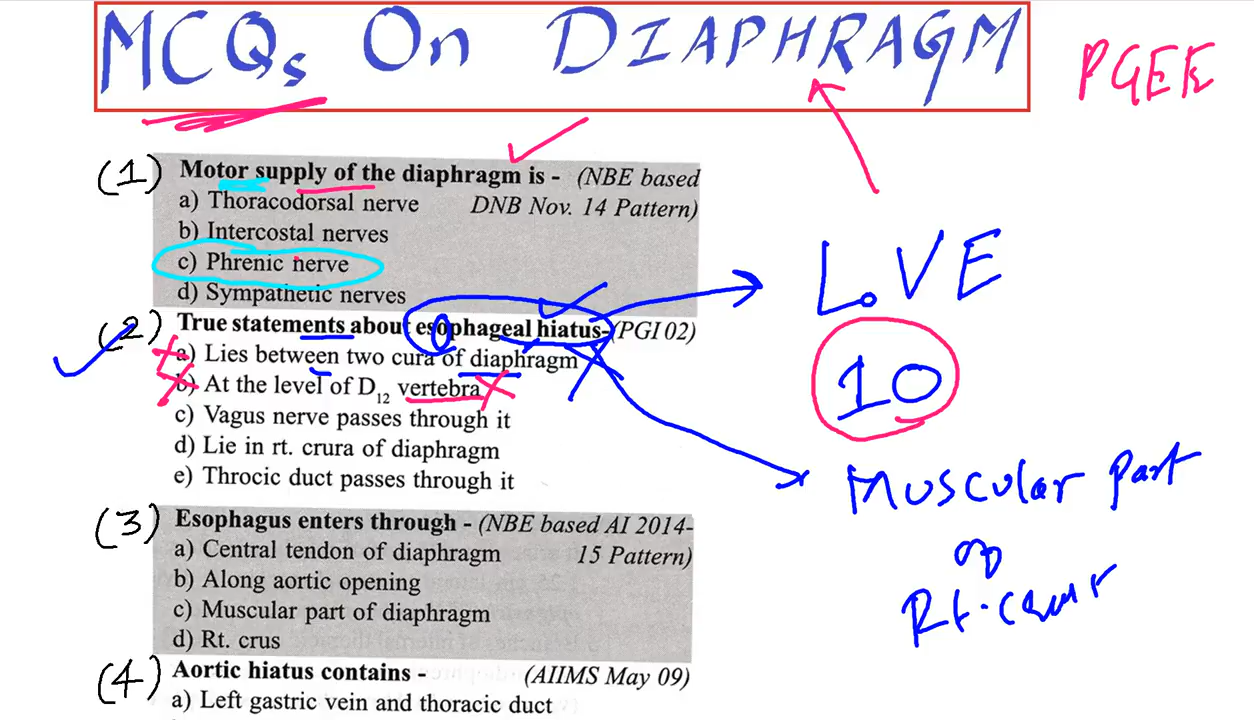 MCQs On DIAPHRAGM
PGEE
(1) Motor supply of the diaphragm is - (NBE based
a) Thoracodorsal nerve DNB Nov. 14 Pattern)
b) Intercostal nerves
c) Phrenic nerve
d) Sympathetic nerves
L.VE
(2) True statements about esophageal hiatus- (PGI 02)
a) Lies between two cura of diaphragm
b) At the level of D12 vertebra
10
c) Vagus nerve passes through it
d) Lie in rt. crura of diaphragm
e) Throcic duct passes through it
Muscular Part
Rt.
(3) Esophagus enters through - (NBE based AI 2014-
a) Central tendon of diaphragm 15 Pattern)
b) Along aortic opening
c) Muscular part of diaphragm
d) Rt. crus
(4) Aortic hiatus contains - (AIIMS May 09)
a) Left gastric vein and thoracic duct